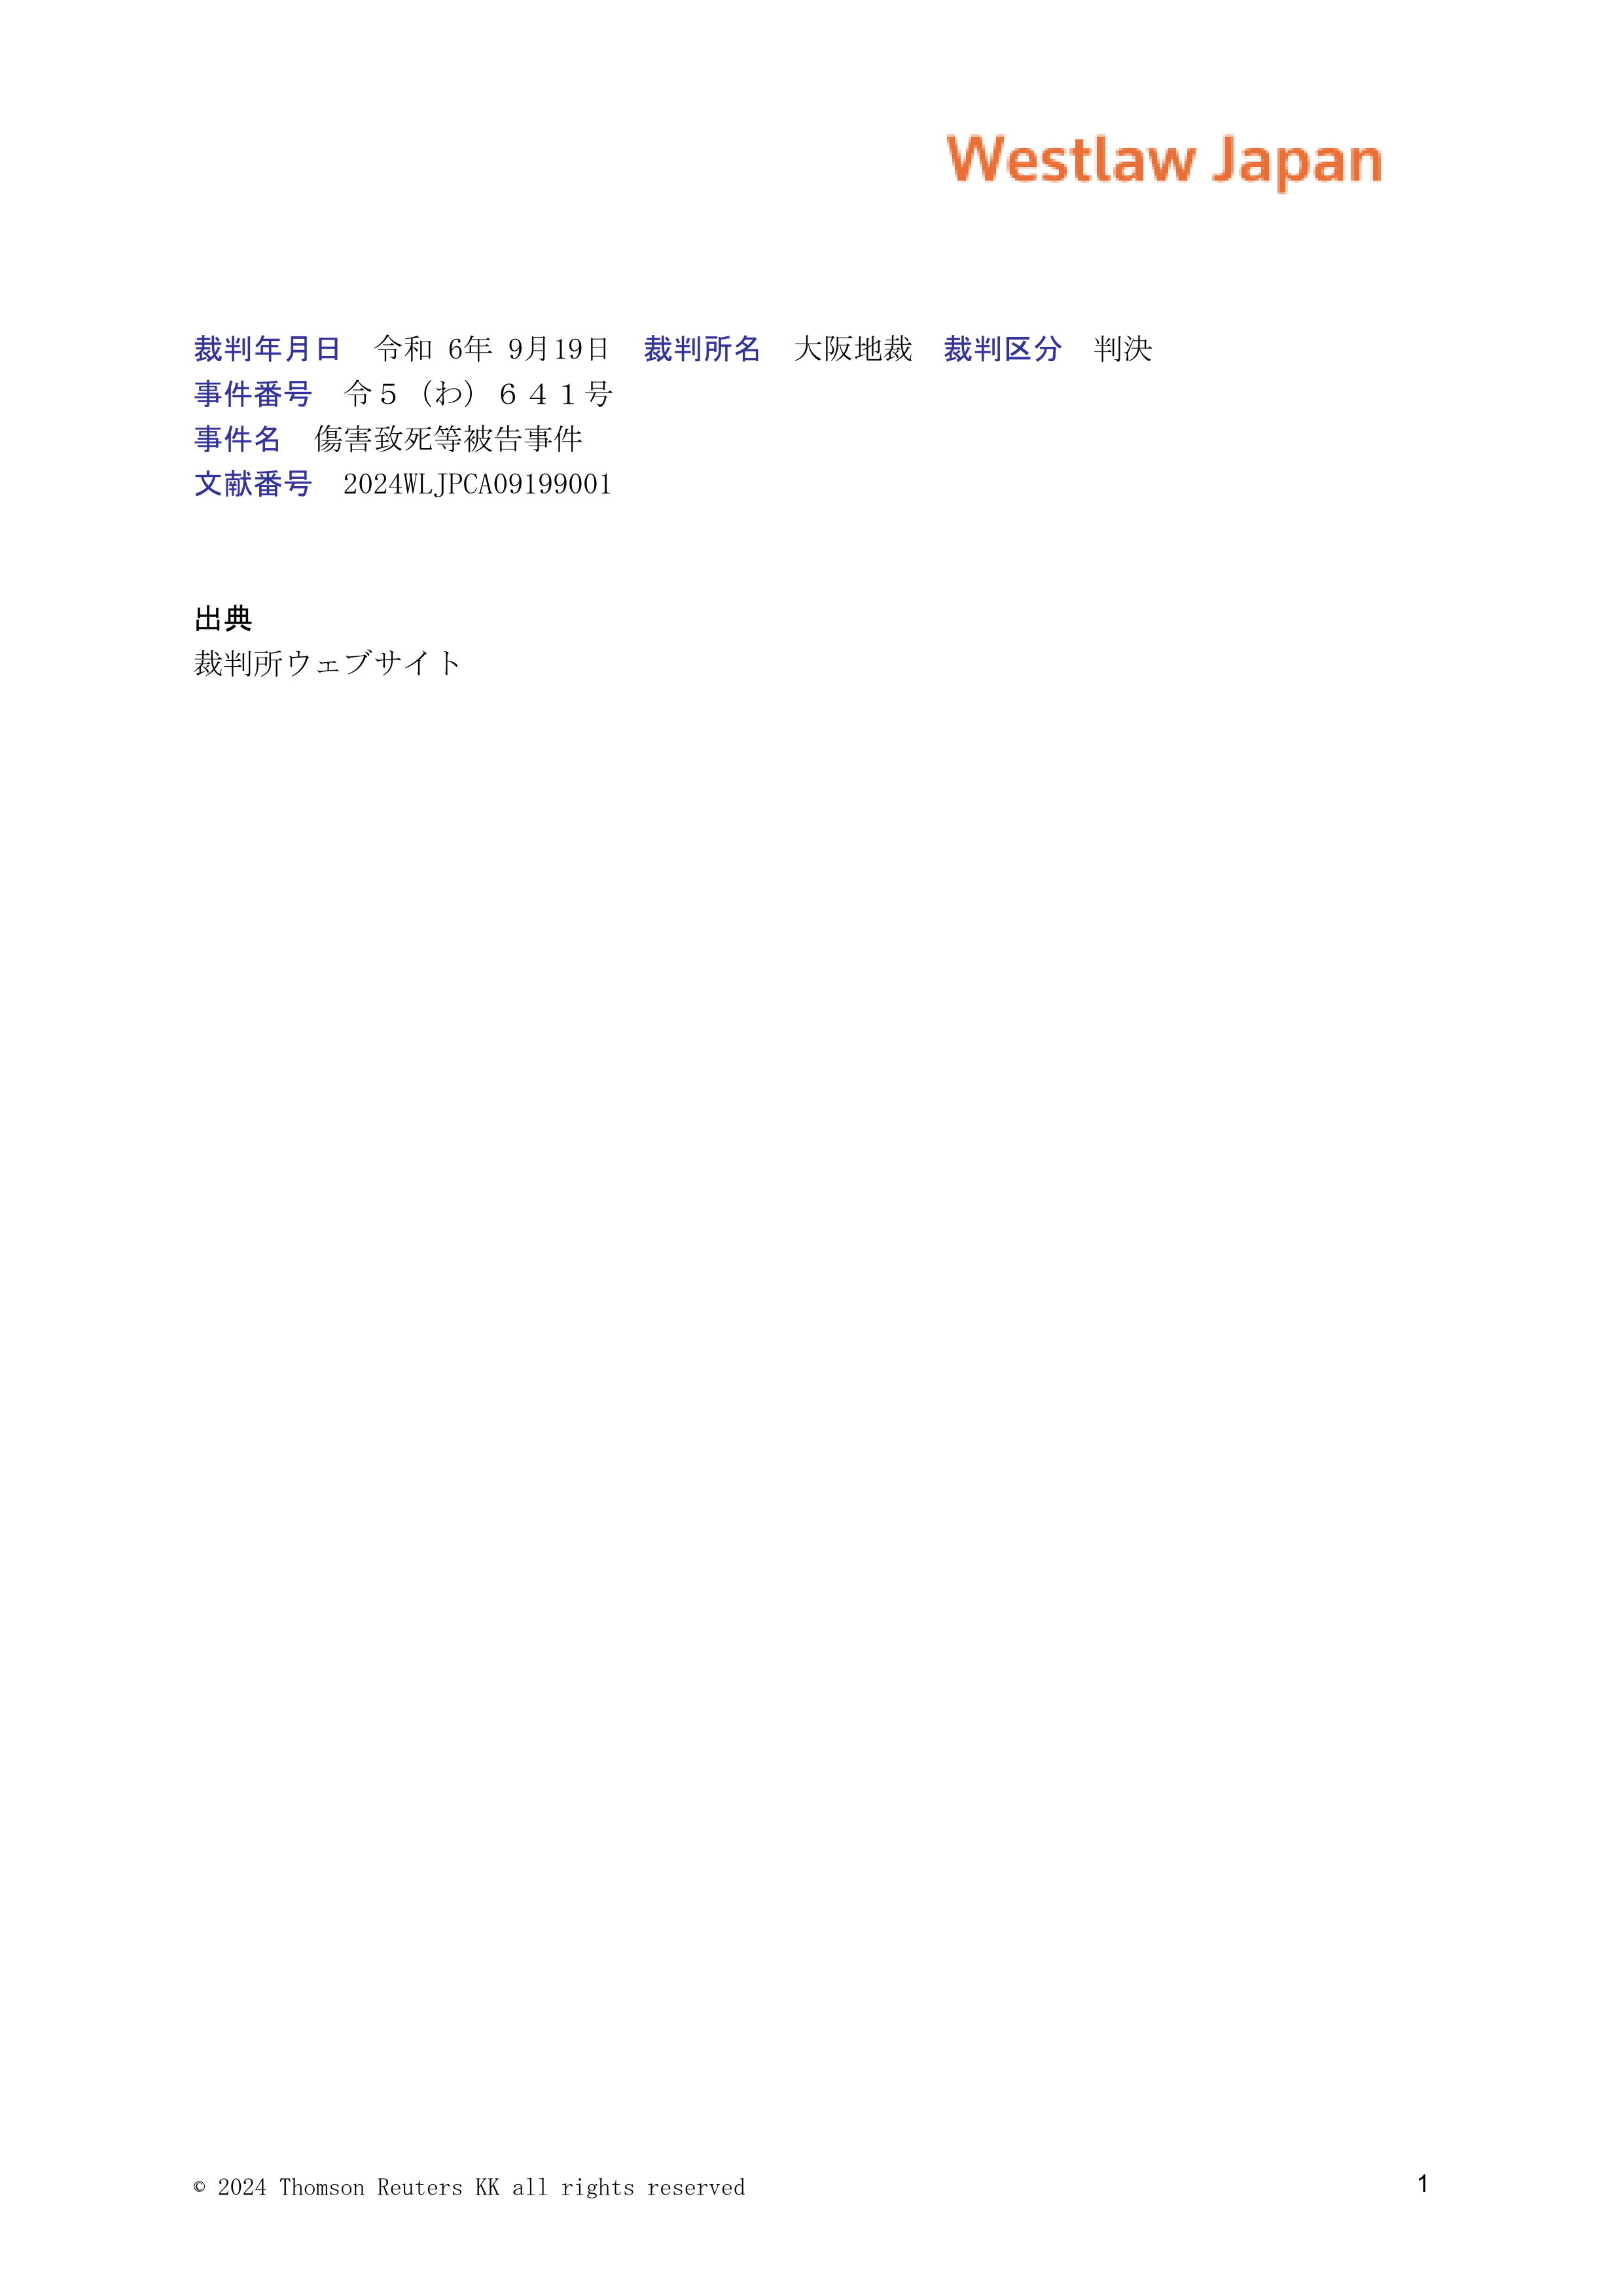 Westlaw Japan
裁判年月日　令和 6年 9月19日　裁判所名　大阪地裁　裁判区分　判決
事件番号　令５（わ）６４１号
事件名　傷害致死等被告事件
文献番号　2024WLJPCA09199001
出典
裁判所ウェブサイト
© 2024 Thomson Reuters KK all rights reserved 1